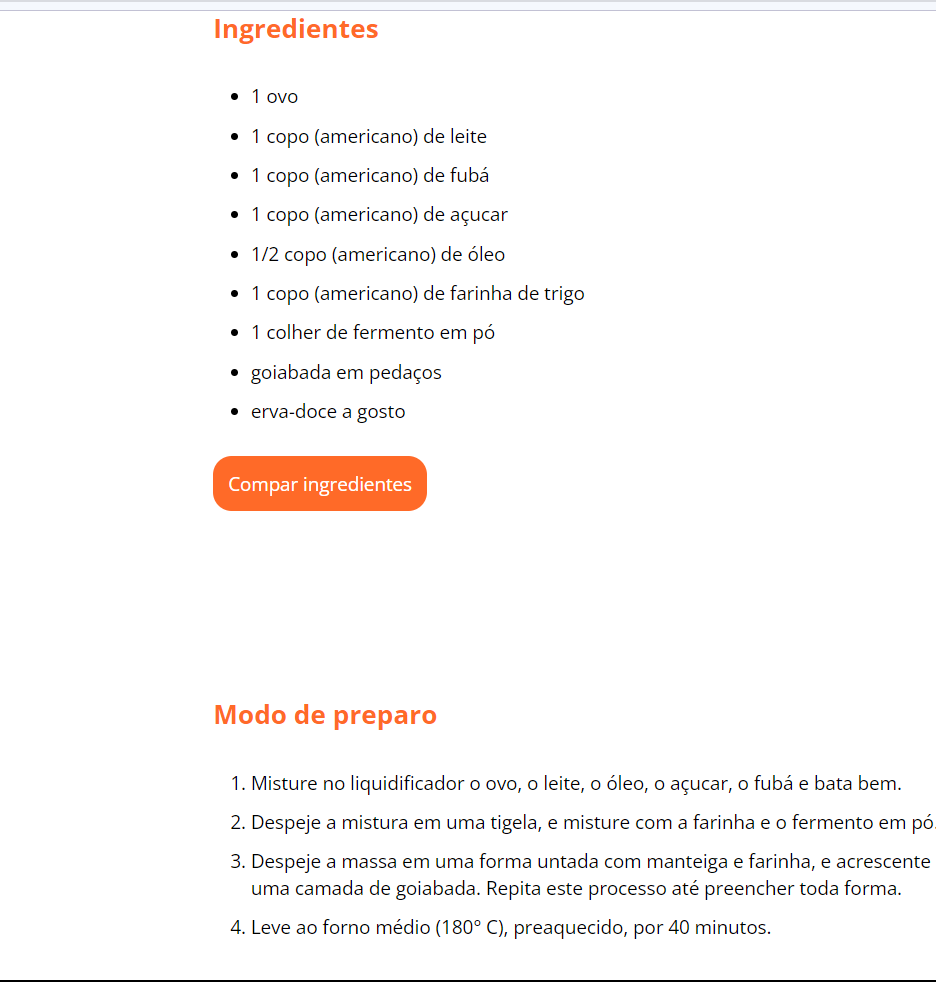 Ingredientes
• 1 ovo
• 1 copo (americano) de leite
• 1 copo (americano) de fubá
• 1 copo (americano) de açucar
• 1/2 copo (americano) de óleo
• 1 copo (americano) de farinha de trigo
• 1 colher de fermento em pó
• goiabada em pedaços
• erva-doce a gosto
Compar ingredientes
Modo de preparo
1. Misture no liquidificador o ovo, o leite, o óleo, o açucar, o fubá e bata bem.
2. Despeje a mistura em uma tigela, e misture com a farinha e o fermento em pó.
3. Despeje a massa em uma forma untada com manteiga e farinha, e acrescente
uma camada de goiabada. Repita este processo até preencher toda forma.
4. Leve ao forno médio (180° C), preaquecido, por 40 minutos.